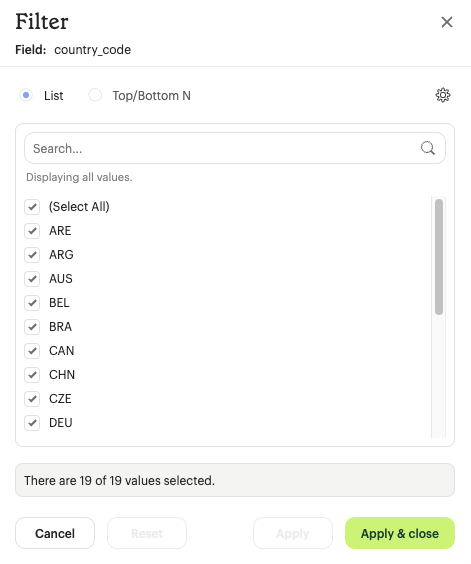 Filter
Field: country_code
List Top/Bottom N
Search...
Displaying all values.
(Select All)
ARE
ARG
AUS
BEL
BRA
CAN
CHN
CZE
DEU
There are 19 of 19 values selected.
Cancel Reset Apply Apply & close